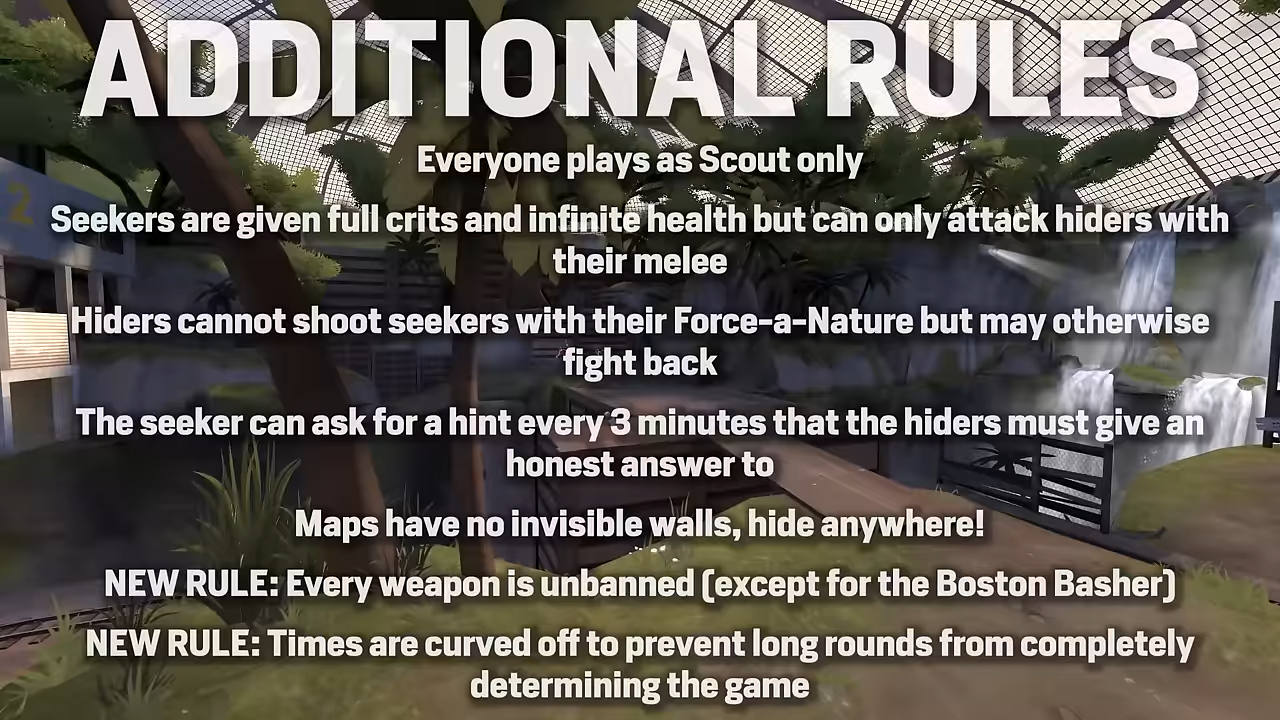 ADDITIONAL RULES
Everyone plays as Scout only
Seekers are given full crits and infinite health but can only attack hiders with
their melee
Hiders cannot shoot seekers with their Force-a-Nature but may otherwise
fight back
The seeker can ask for a hint every 3 minutes that the hiders must give an
honest answer to
Maps have no invisible walls, hide anywhere!
NEW RULE: Every weapon is unbanned (except for the Boston Basher)
NEW RULE: Times are curved off to prevent long rounds from completely
determining the game
2